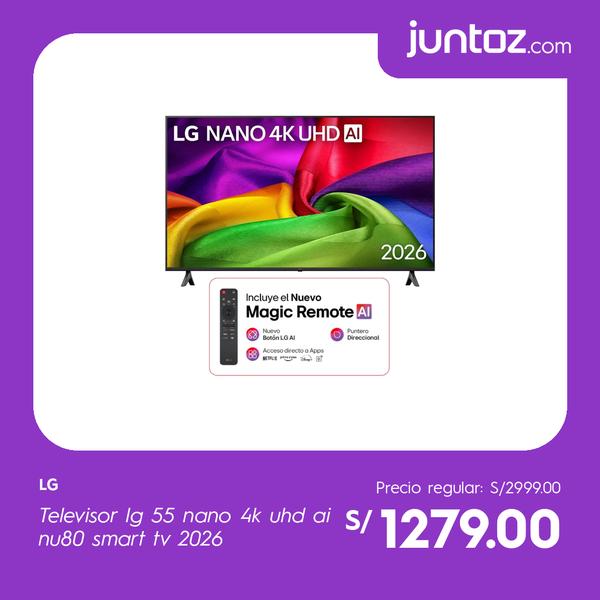 juntoz.com
LG NANO 4K UHD AI
2026
Incluye el Nuevo
Magic Remote AI
Nuevo
Botón LG AI
Puntero
Direccional
Acceso directo a Apps
NETFLIX
LG
Precio regular: S/2999.00
Televisor lg 55 nano 4k uhd ai
nu80 smart tv 2026
S/ 1279.00